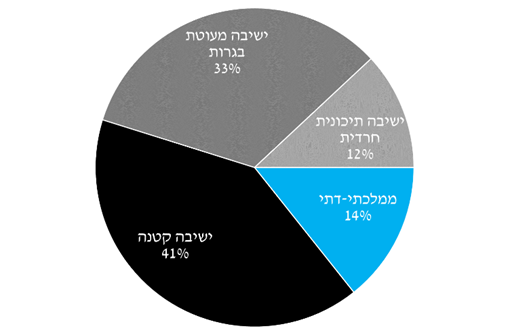 ישיבה מעוטת
בגרות
33%
ישיבה תיכונית
חרדית
12%
ממלכתי-דתי
14%
ישיבה קטנה
41%